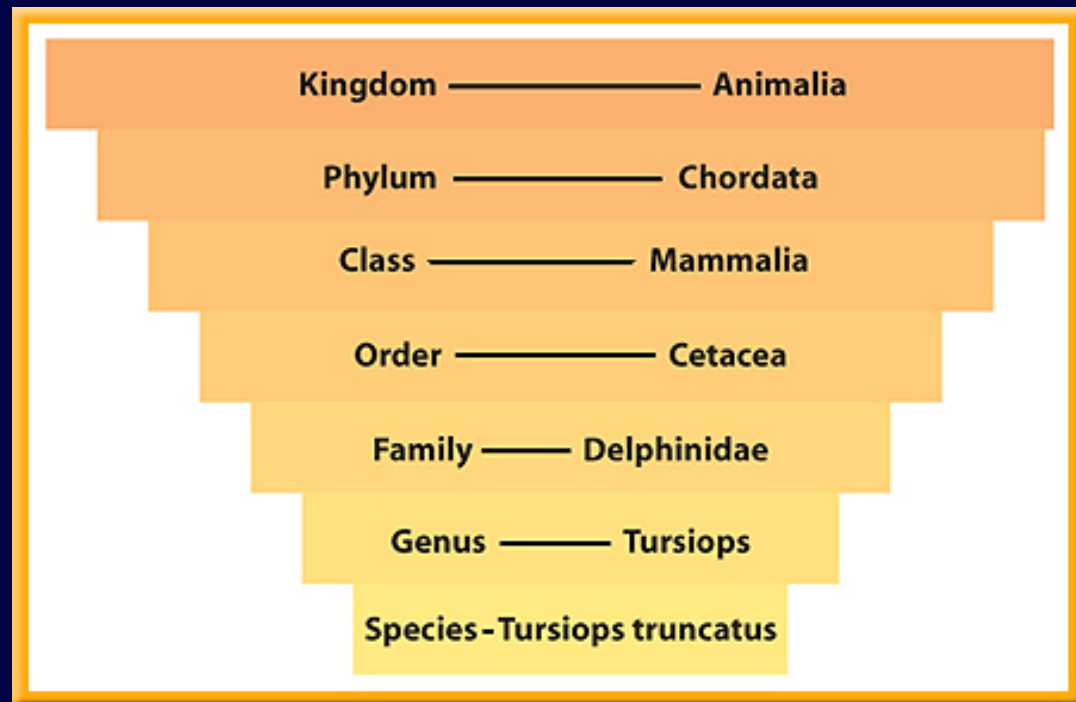 Kingdom Animalia
Phylum Chordata
Class Mammalia
Order Cetacea
Family Delphinidae
Genus Tursiops
Species - Tursiops truncatus